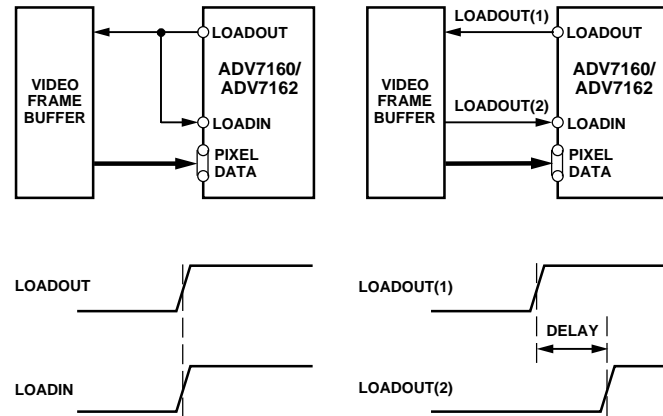 LOADOUT
ADV7160/
ADV7162
VIDEO
FRAME
BUFFER
LOADIN
PIXEL
DATA
LOADOUT(1)
LOADOUT
ADV7160/
ADV7162
VIDEO
FRAME
BUFFER
LOADOUT(2)
LOADIN
PIXEL
DATA
LOADOUT
LOADIN
LOADOUT(1)
DELAY
LOADOUT(2)